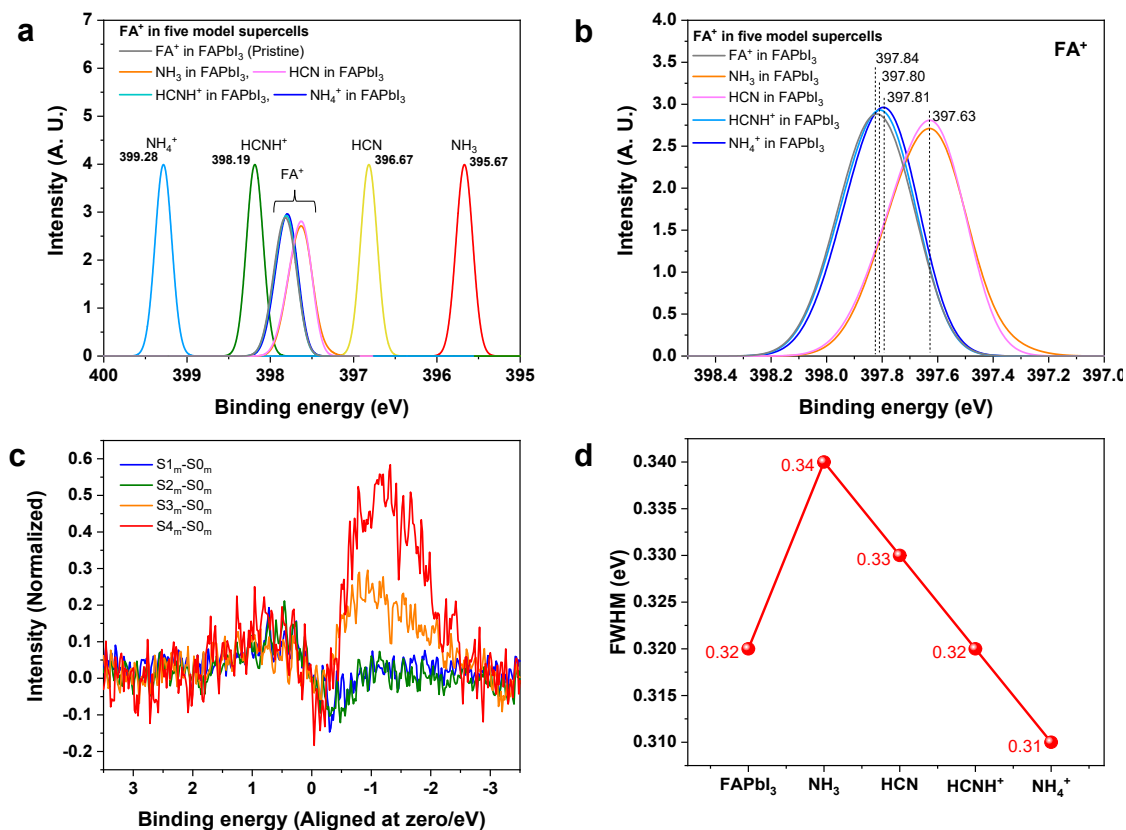 a
FA⁺ in five model supercells
FA⁺ in FAPbI₃ (Pristine)
NH₃ in FAPbI₃, HCN in FAPbI₃
HCNH⁺ in FAPbI₃, NH₄⁺ in FAPbI₃
NH₄⁺
399.28
HCNH⁺
398.19
FA⁺
HCN
396.67
NH₃
395.67
7
6
5
4
3
2
1
0
Intensity (A. U.)
400 399 398 397 396 395
Binding energy (eV)
b
FA⁺ in five model supercells
FA⁺ in FAPbI₃
NH₃ in FAPbI₃
HCN in FAPbI₃
HCNH⁺ in FAPbI₃
NH₄⁺ in FAPbI₃
FA⁺
397.84
397.80
397.81
397.63
4.0
3.5
3.0
2.5
2.0
1.5
1.0
0.5
0.0
Intensity (A. U.)
398.4 398.2 398.0 397.8 397.6 397.4 397.2 397.0
Binding energy (eV)
c
S1ₘ-S0ₘ
S2ₘ-S0ₘ
S3ₘ-S0ₘ
S4ₘ-S0ₘ
0.6
0.5
0.4
0.3
0.2
0.1
0.0
-0.1
-0.2
Intensity (Normalized)
3 2 1 0 -1 -2 -3
Binding energy (Aligned at zero/eV)
d
0.340
0.335
0.330
0.320
0.315
0.310
FWHM (eV)
0.32
0.34
0.33
0.32
0.31
FAPbI₃ NH₃ HCN HCNH⁺ NH₄⁺